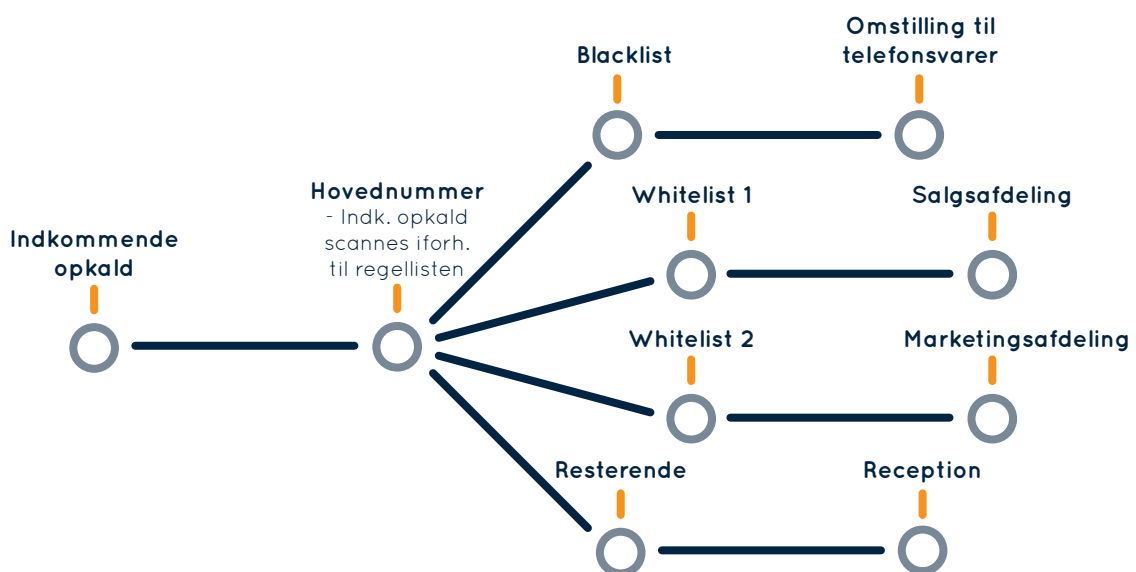 Indkommende
opkald
Hovednummer
- Indk. opkald
scannes iforh.
til regellisten
Blacklist
Omstilling til
telefonsvarer
Whitelist 1
Salgsafdeling
Whitelist 2
Marketingsafdeling
Resterende
Reception